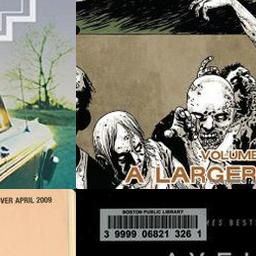 VOLUME
A LARGER
VER APRIL 2009
BOSTON PUBLIC LIBRARY
3 9999 06821 326 1
ES BEST